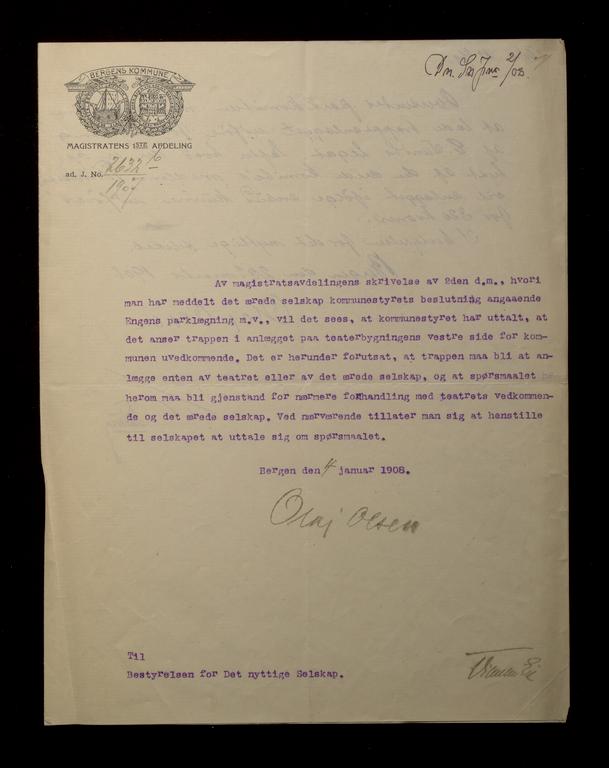 BERGENS KOMMUNE
MAGISTRATENS 1STE AFDELING
ad. J. No. 2632 b
1907
2/08
Av magistratsavdelingens skrivelse av 2den d.m., hvori
man har meddelt det ærede selskap kommunestyrets beslutning angaaende
Engens parklægning m.v., vil det sees, at kommunestyret har uttalt, at
det anser trappen i anlægget paa teaterbygningens vestre side for kom-
munen uvedkommende. Det er herunder forutsat, at trappen maa bli at an-
lægge enten av teatret eller av det ærede selskap, og at spørsmaalet
herom maa bli gjenstand for nærmere forhandling med teatrets vedkommen-
de og det ærede selskap. Ved nærværende tillater man sig at henstille
til selskapet at uttale sig om spørsmaalet.
Bergen den 4 januar 1908.
Olaf Olsen
Til
Bestyrelsen for Det nyttige Selskap.